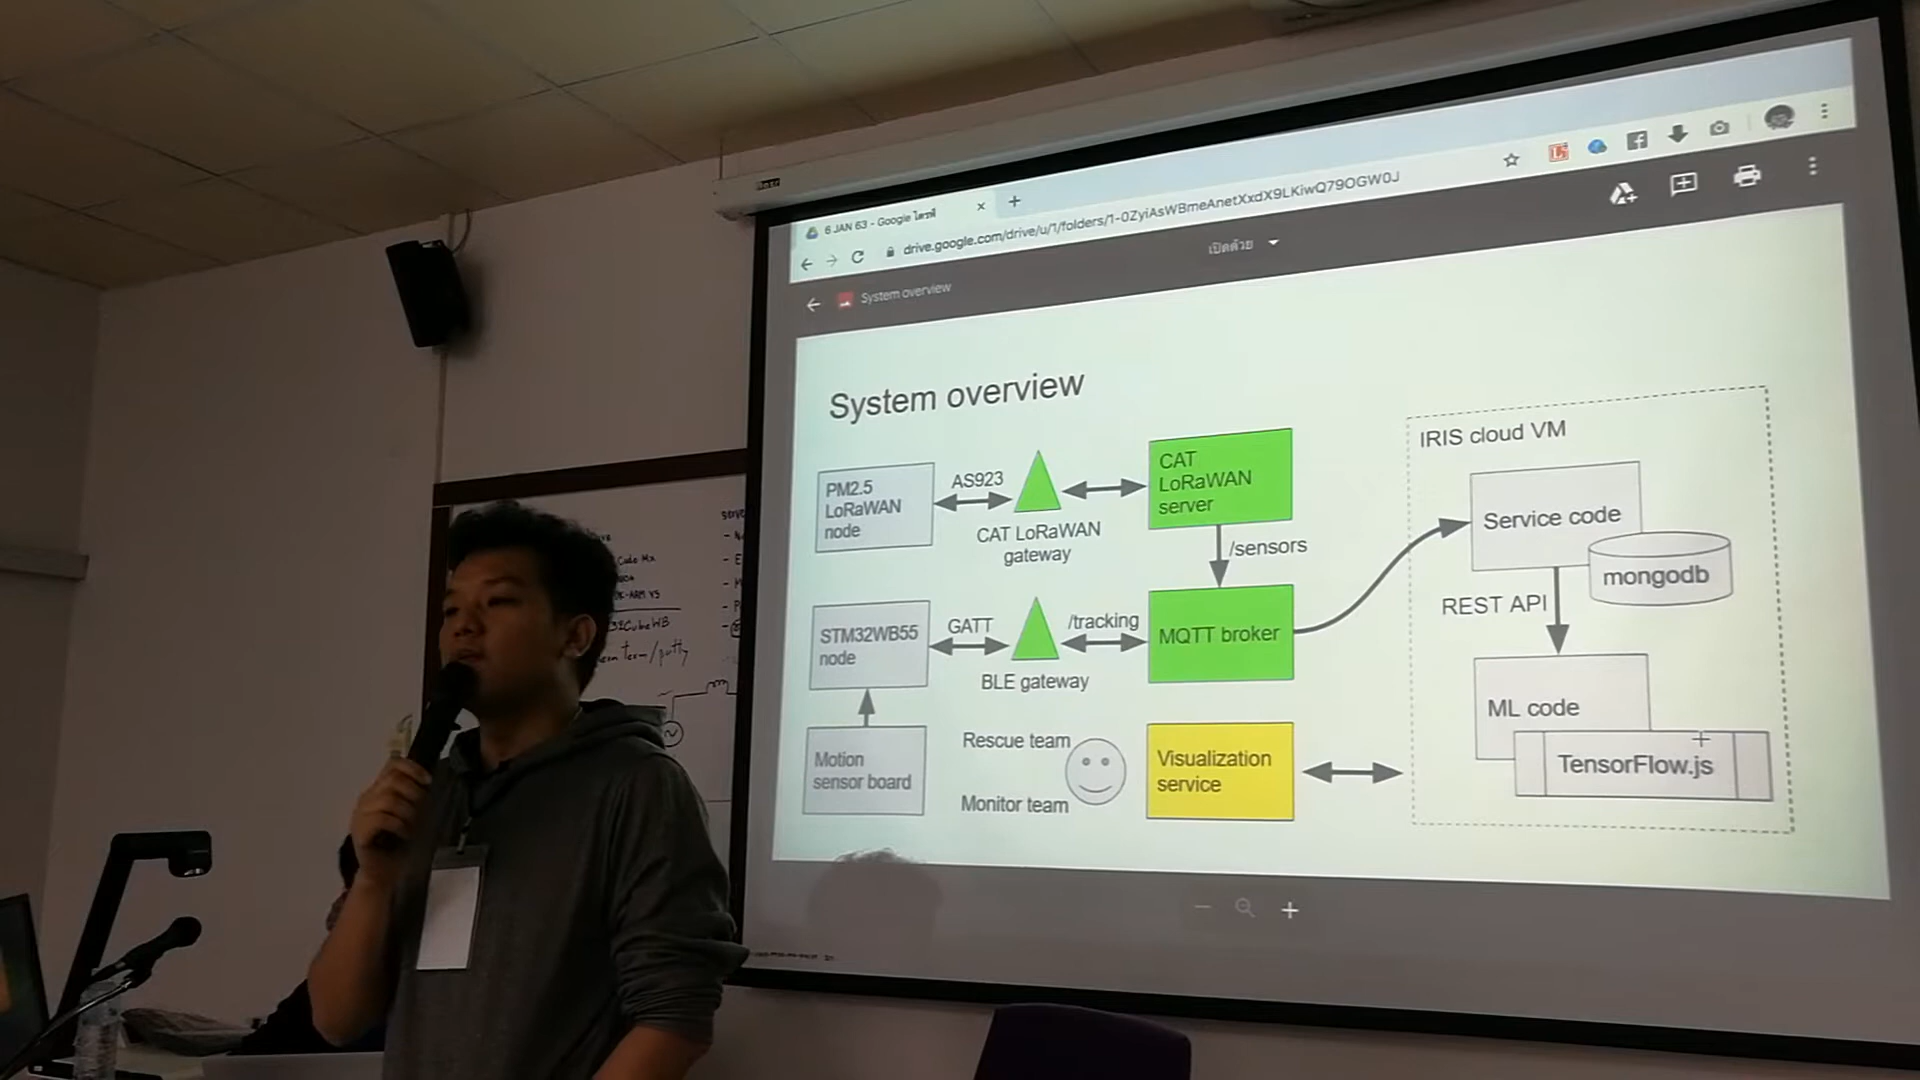 6 JAN 63 - Google ไดรฟ์
drive.google.com/drive/u/1/folders/1-0ZyiAsWBmeAnetXxdX9LKiwQ79OGW0J
เปิดด้วย
System overview
System overview
PM2.5
LoRaWAN
node
AS923
CAT LoRaWAN
gateway
CAT
LoRaWAN
server
/sensors
STM32WB55
node
GATT
BLE gateway
/tracking
MQTT broker
Motion
sensor board
Rescue team
Monitor team
Visualization
service
IRIS cloud VM
Service code
mongodb
REST API
ML code
TensorFlow.js